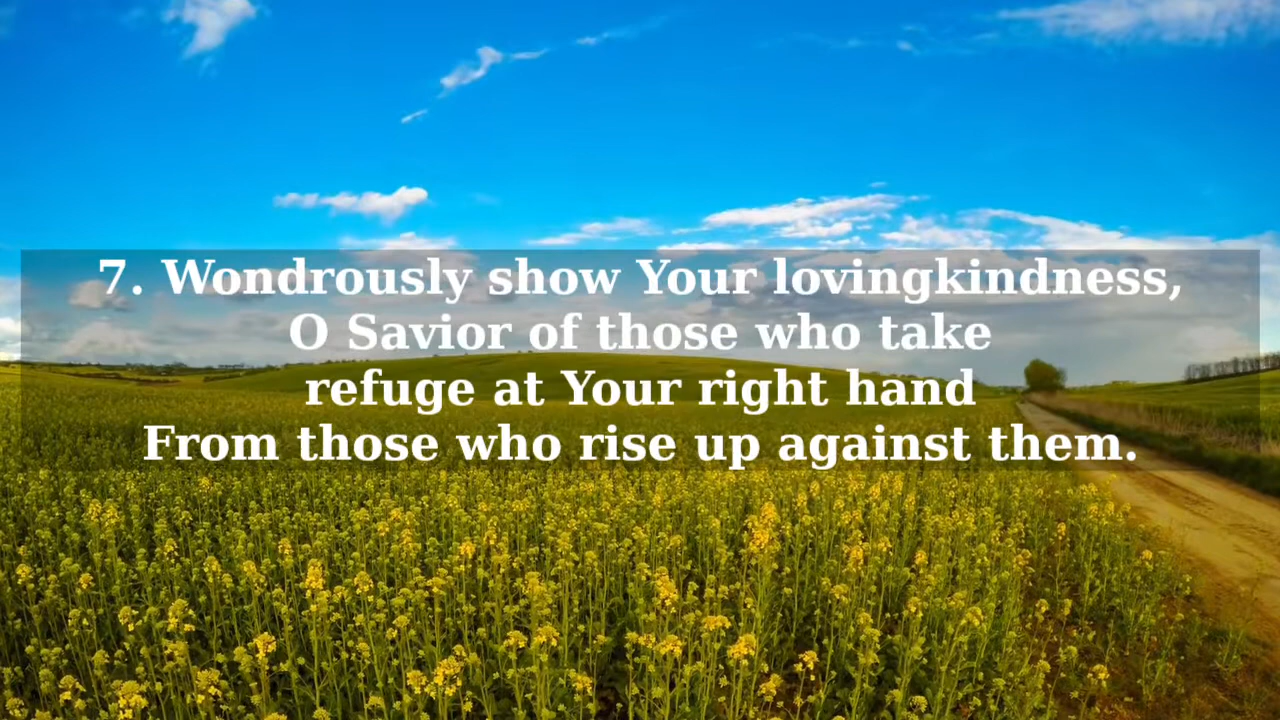 7. Wondrously show Your lovingkindness,
O Savior of those who take
refuge at Your right hand
From those who rise up against them.